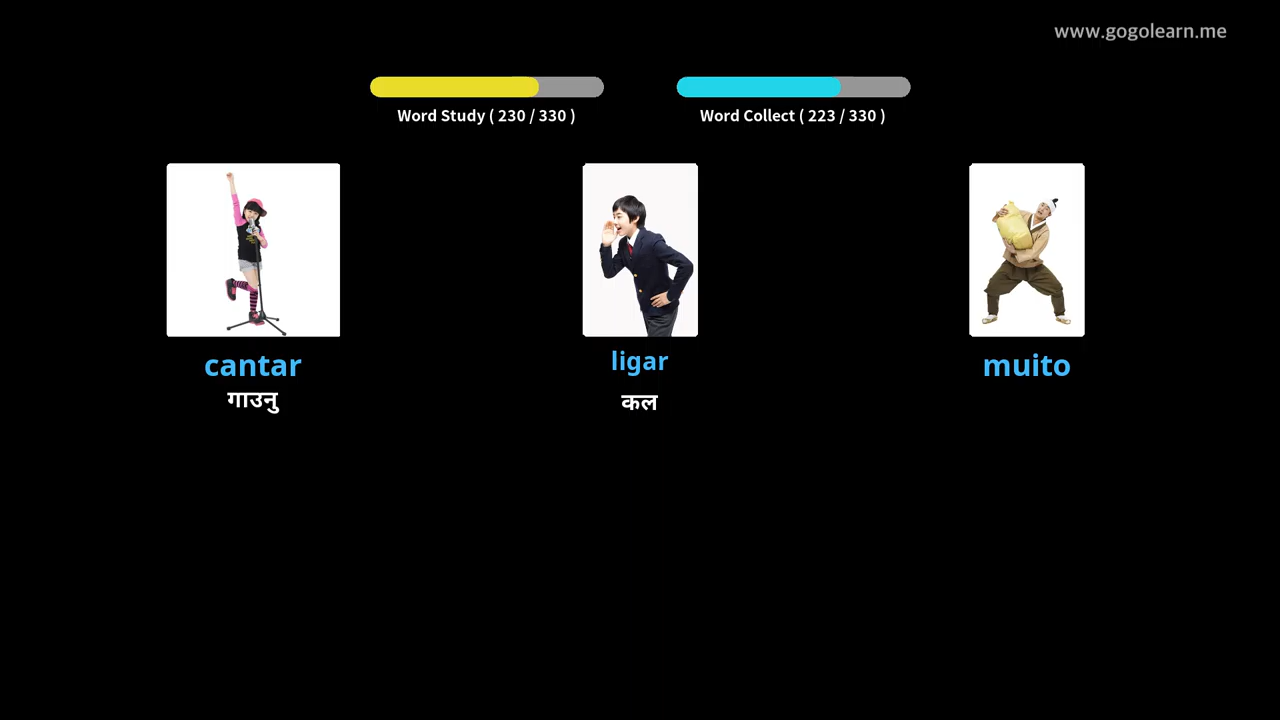 www.gogolearn.me
Word Study ( 230 / 330 )
Word Collect ( 223 / 330 )
cantar
गाउनु
ligar
कल
muito